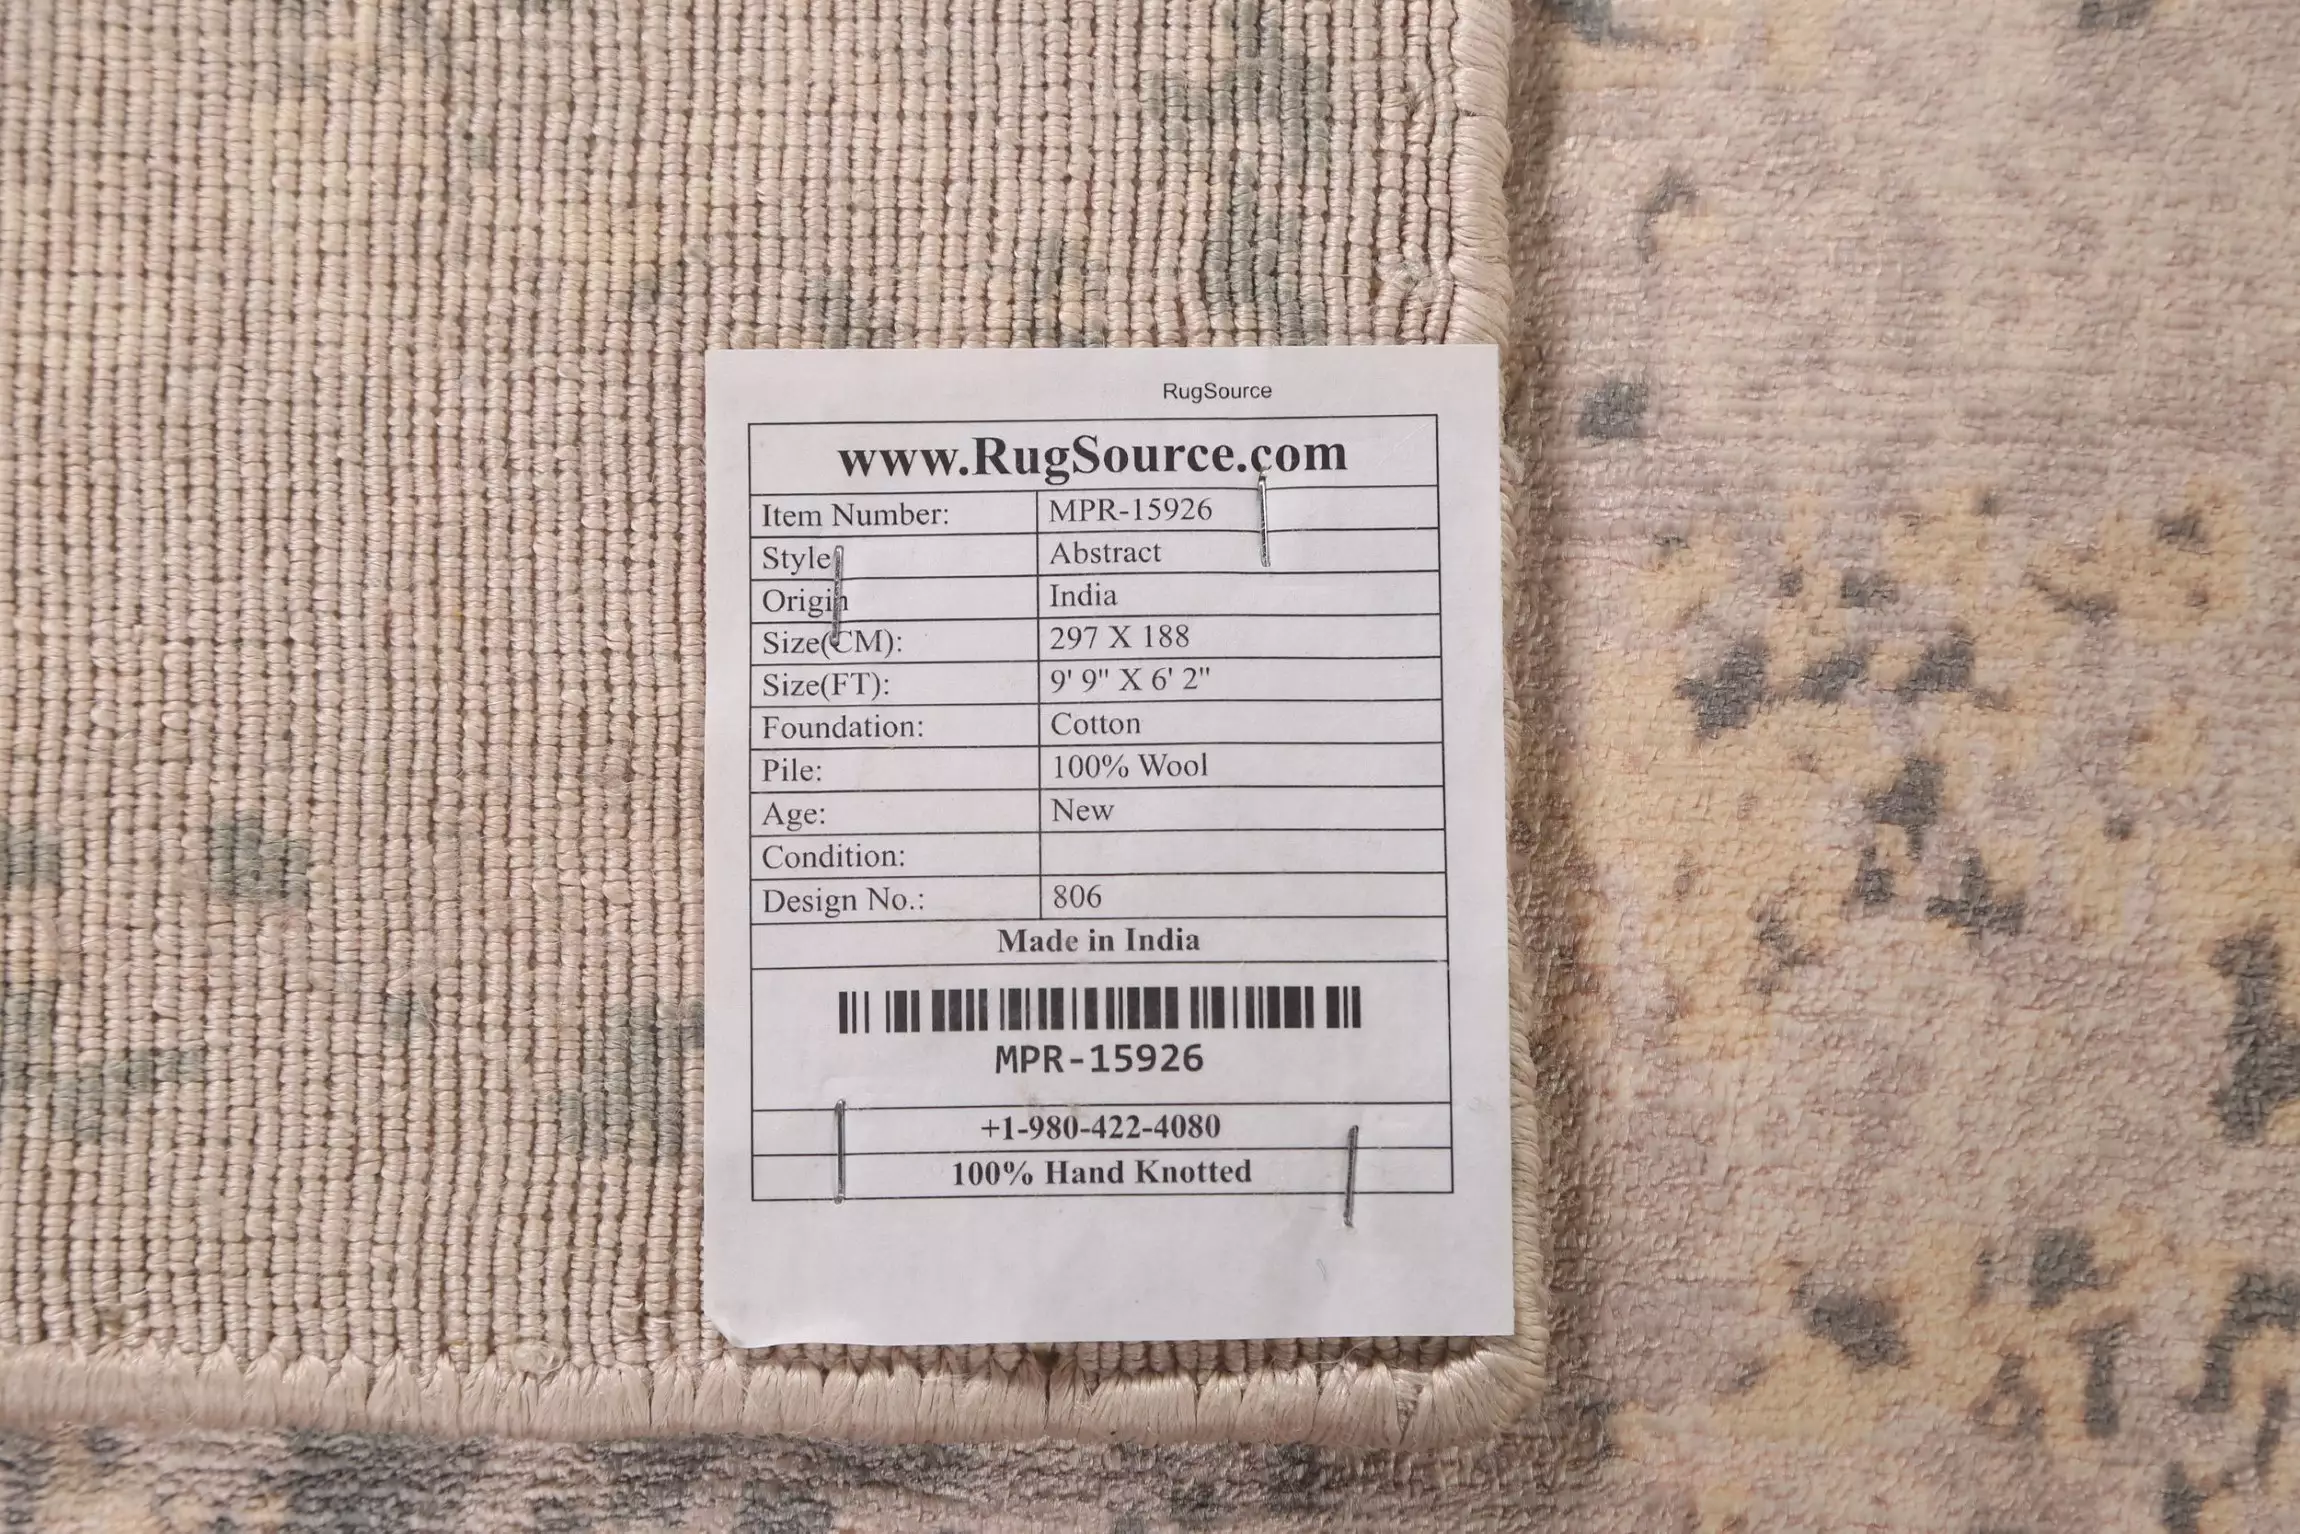 RugSource
www.RugSource.com
Item Number: MPR-15926
Style Abstract
Origin India
Size(CM): 297 X 188
Size(FT): 9' 9" X 6' 2"
Foundation: Cotton
Pile: 100% Wool
Age: New
Condition:
Design No.: 806
Made in India
MPR-15926
+1-980-422-4080
100% Hand Knotted